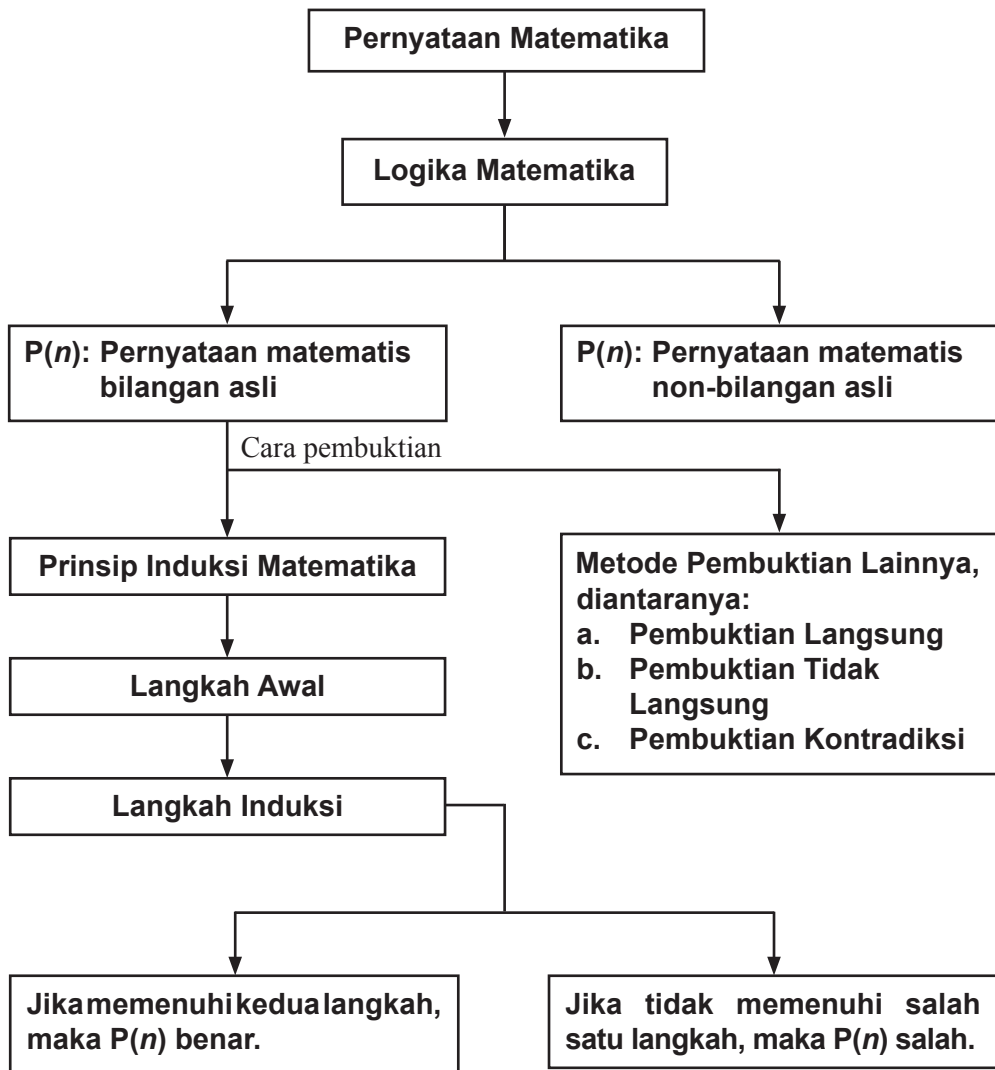 Pernyataan Matematika
Logika Matematika
P(n): Pernyataan matematis
bilangan asli
P(n): Pernyataan matematis
non-bilangan asli
Cara pembuktian
Prinsip Induksi Matematika
Metode Pembuktian Lainnya,
diantaranya:
a. Pembuktian Langsung
b. Pembuktian Tidak
Langsung
c. Pembuktian Kontradiksi
Langkah Awal
Langkah Induksi
Jika memenuhi kedua langkah,
maka P(n) benar.
Jika tidak memenuhi salah
satu langkah, maka P(n) salah.